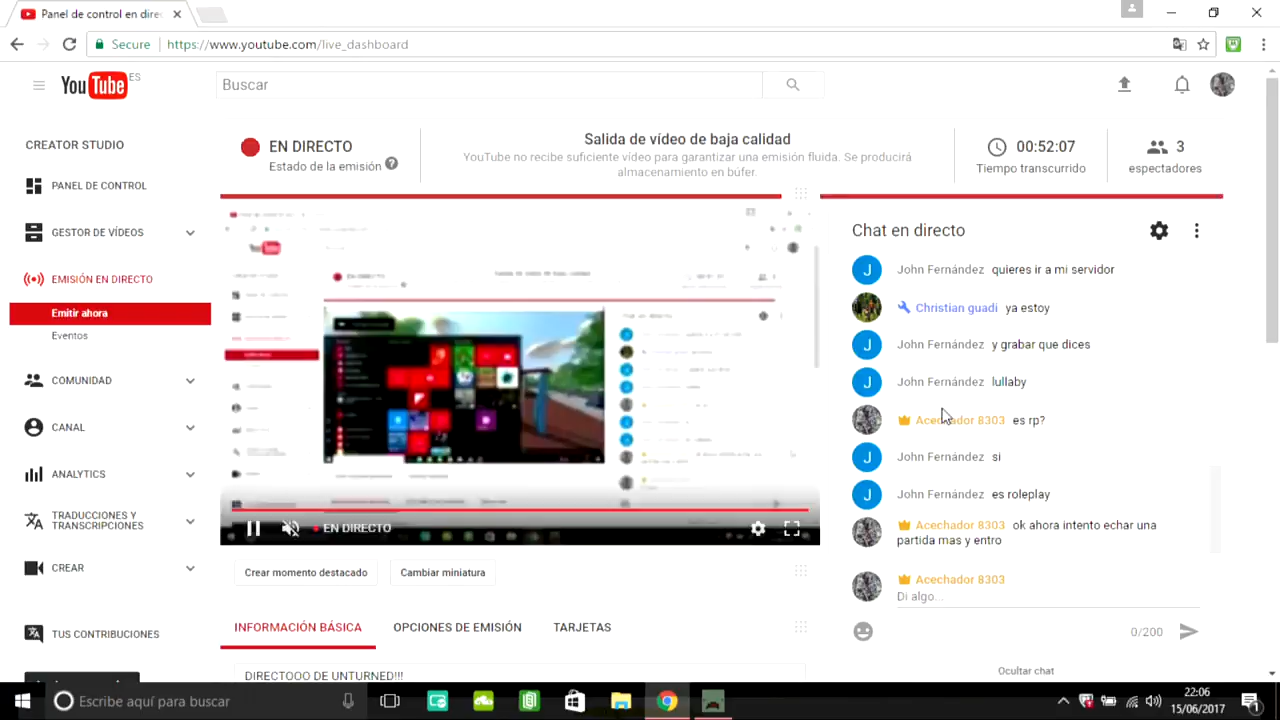 Panel de control en dire
Secure
https://www.youtube.com/live_dashboard
YouTube ES
Buscar
CREATOR STUDIO
PANEL DE CONTROL
GESTOR DE VÍDEOS
EMISIÓN EN DIRECTO
Emitir ahora
Eventos
COMUNIDAD
CANAL
ANALYTICS
TRADUCCIONES Y
TRANSCRIPCIONES
CREAR
TUS CONTRIBUCIONES
EN DIRECTO
Estado de la emisión
Salida de vídeo de baja calidad
YouTube no recibe suficiente vídeo para garantizar una emisión fluida. Se producirá
almacenamiento en búfer.
00:52:07
Tiempo transcurrido
3
espectadores
EN DIRECTO
Crear momento destacado
Cambiar miniatura
INFORMACIÓN BÁSICA
OPCIONES DE EMISIÓN
TARJETAS
DIRECTOOO DE UNTURNED!!!
Chat en directo
J John Fernández quieres ir a mi servidor
Christian guadi ya estoy
J John Fernández y grabar que dices
J John Fernández lullaby
Acechador 8303 es rp?
J John Fernández si
J John Fernández es roleplay
Acechador 8303 ok ahora intento echar una
partida mas y entro
Acechador 8303
Di algo...
0/200
Ocultar chat
Escribe aquí para buscar
22:06
15/06/2017